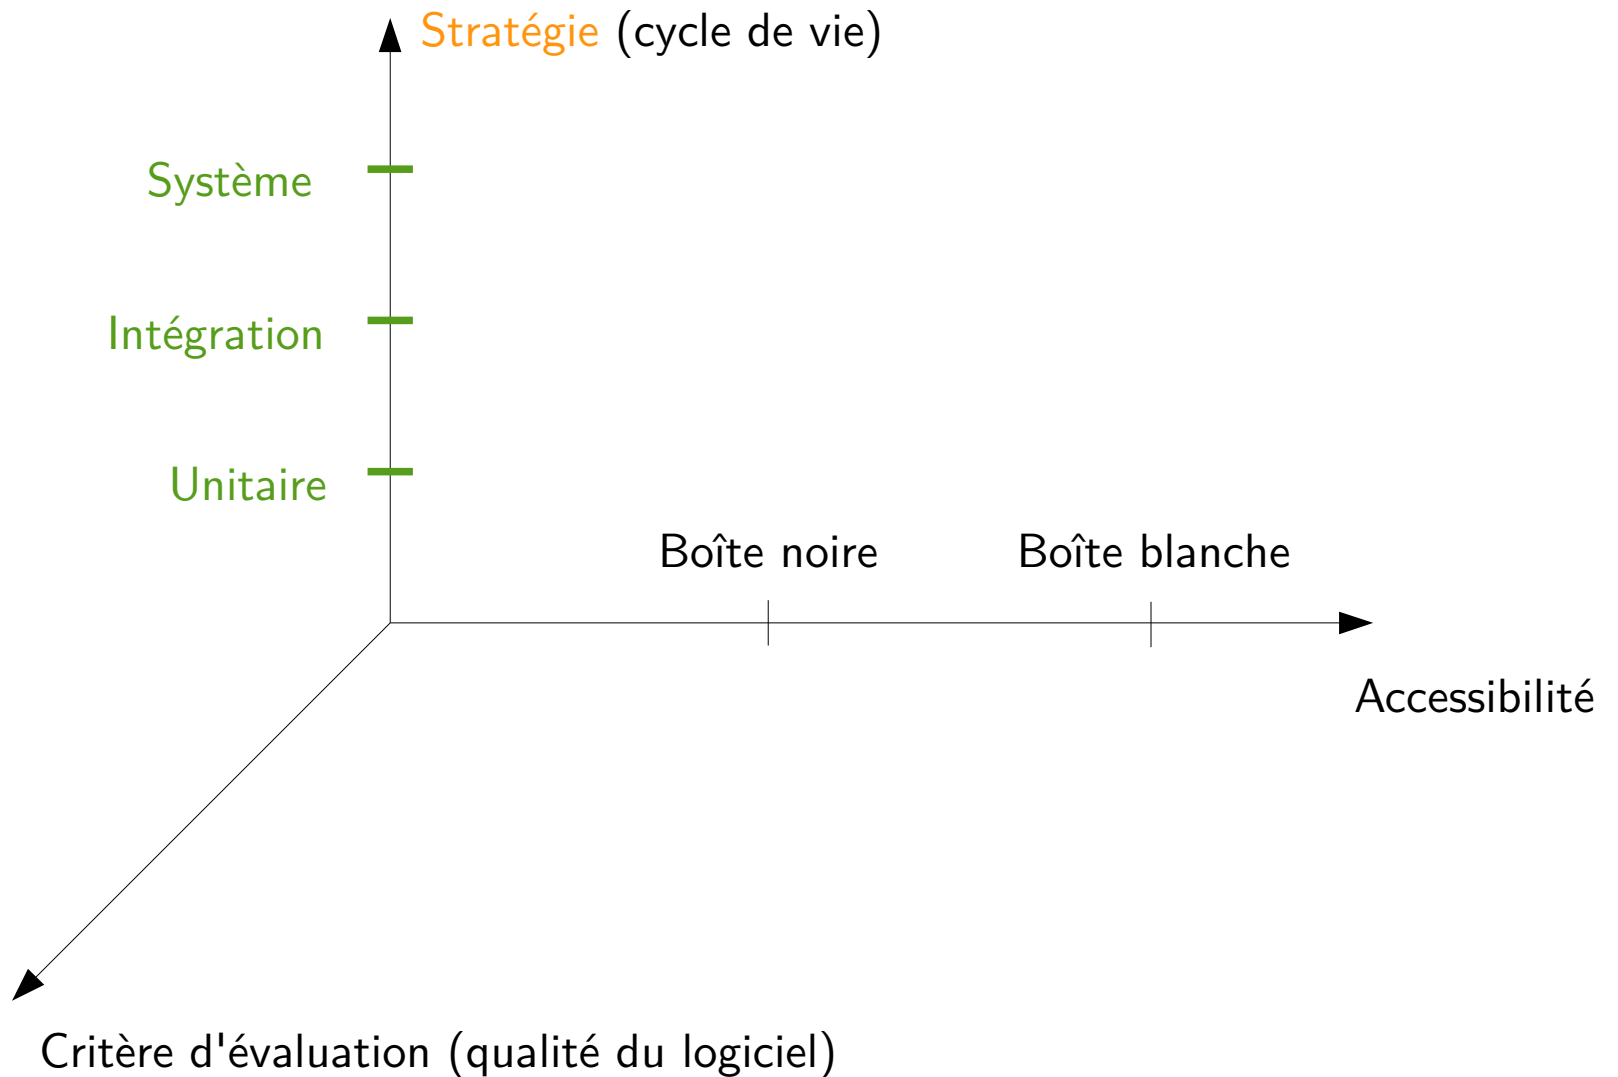 Stratégie (cycle de vie)
Système
Intégration
Unitaire
Boîte noire
Boîte blanche
Accessibilité
Critère d'évaluation (qualité du logiciel)